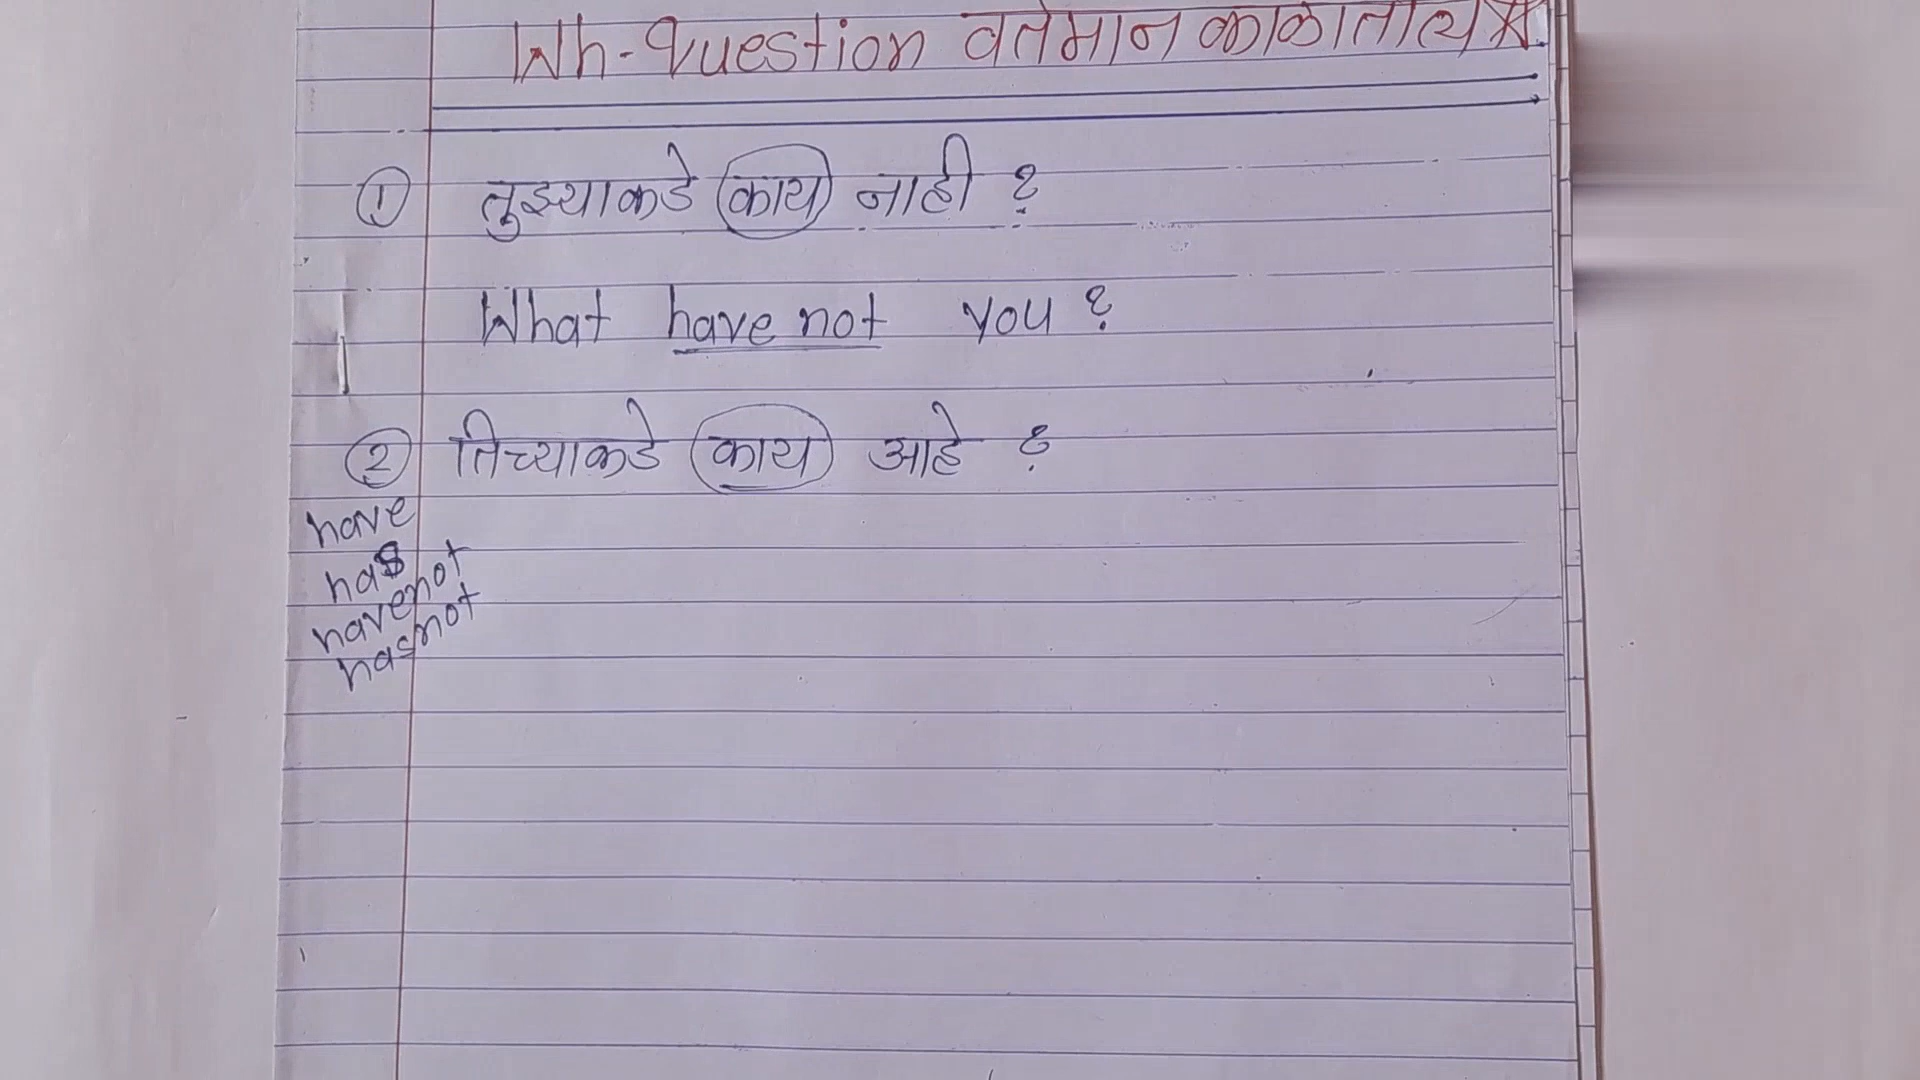 Wh-Question वर्तमान काळातील
① तुझ्याकडे काय नाही ?
What have not you ?
② तिच्याकडे काय आहे ?
have
has
have not
has not